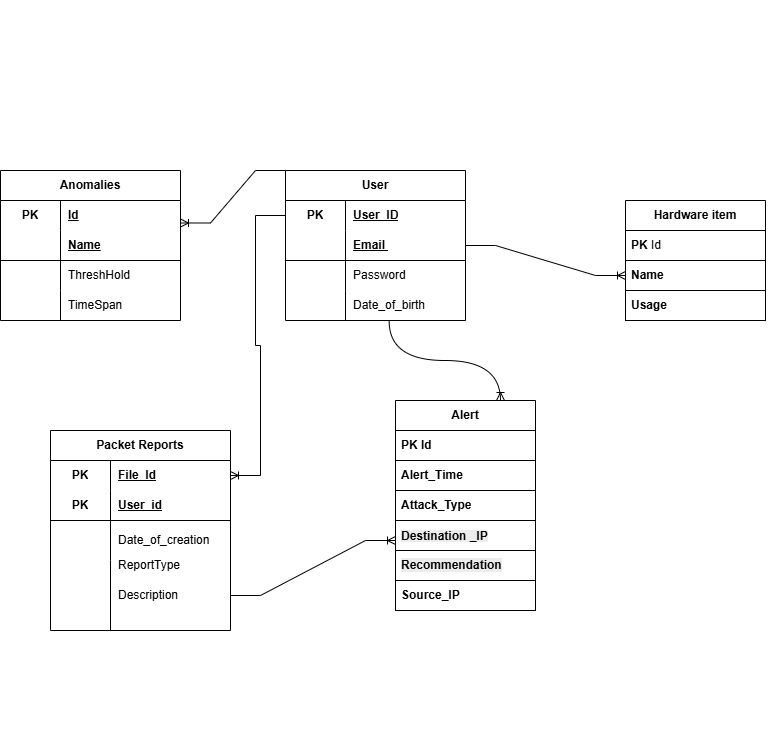 Anomalies
PK Id
Name
ThreshHold
TimeSpan
User
PK User_ID
Email
Password
Date_of_birth
Hardware item
PK Id
Name
Usage
Packet Reports
PK File_Id
PK User_id
Date_of_creation
ReportType
Description
Alert
PK Id
Alert_Time
Attack_Type
Destination _IP
Recommendation
Source_IP